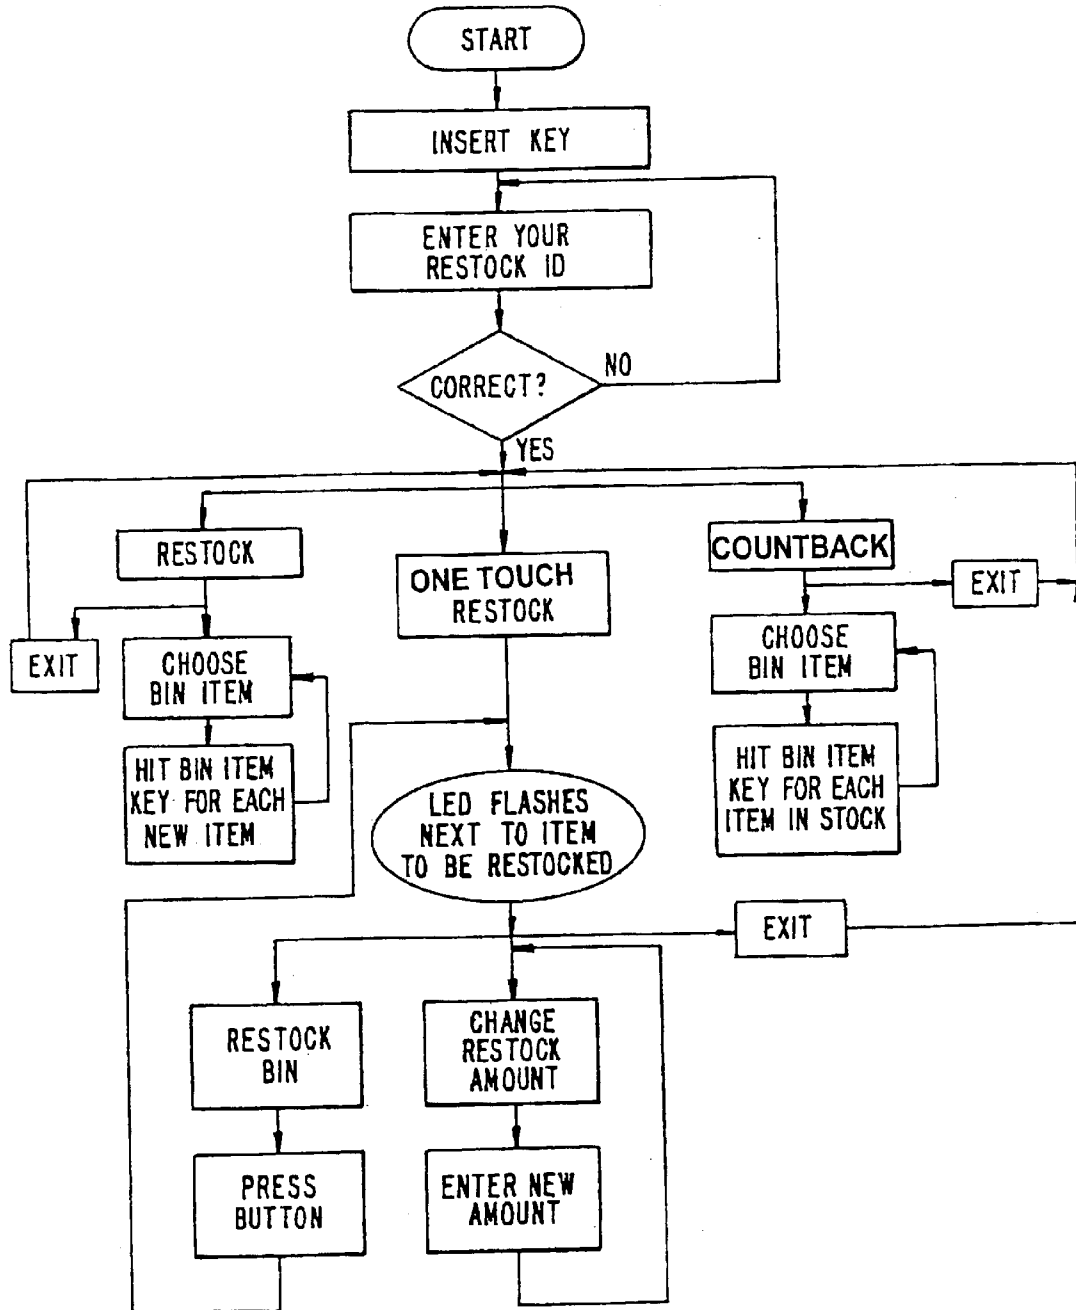 START
INSERT KEY
ENTER YOUR
RESTOCK ID
CORRECT?
NO
YES
RESTOCK
EXIT
CHOOSE
BIN ITEM
HIT BIN ITEM
KEY FOR EACH
NEW ITEM
ONE TOUCH
RESTOCK
COUNTBACK
EXIT
CHOOSE
BIN ITEM
HIT BIN ITEM
KEY FOR EACH
ITEM IN STOCK
LED FLASHES
NEXT TO ITEM
TO BE RESTOCKED
EXIT
RESTOCK
BIN
PRESS
BUTTON
CHANGE
RESTOCK
AMOUNT
ENTER NEW
AMOUNT